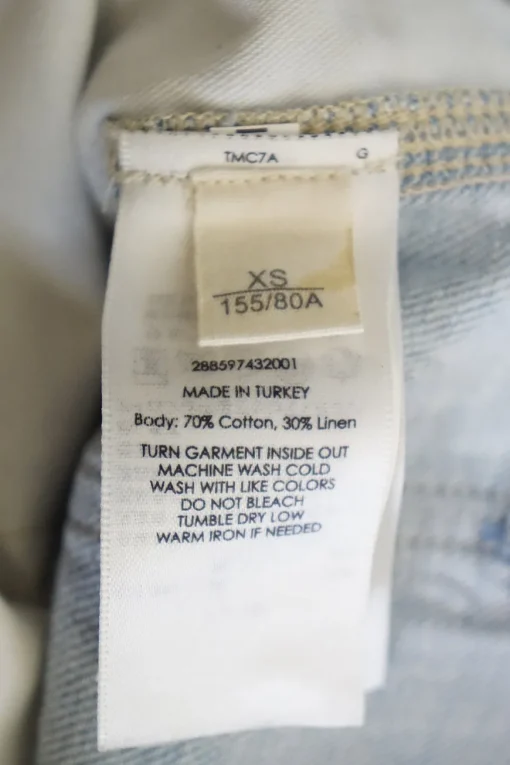 TMC7A G
XS
155/80A
288597432001
MADE IN TURKEY
Body: 70% Cotton, 30% Linen
TURN GARMENT INSIDE OUT
MACHINE WASH COLD
WASH WITH LIKE COLORS
DO NOT BLEACH
TUMBLE DRY LOW
WARM IRON IF NEEDED